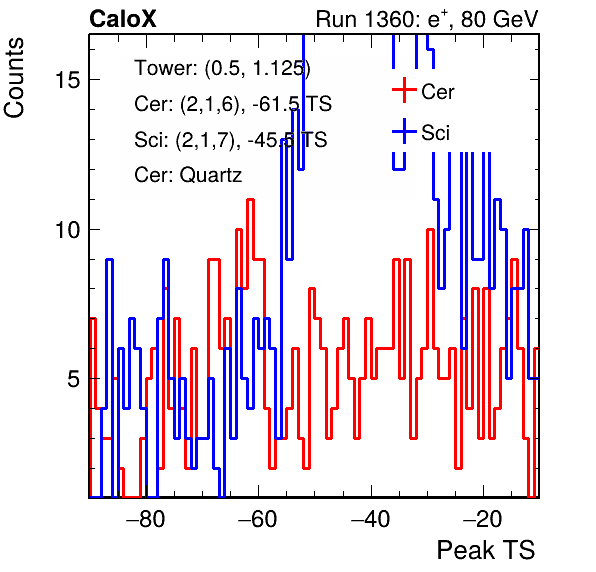 CaloX Run 1360: e⁺, 80 GeV
Counts
Tower: (0.5, 1.125)
Cer: (2,1,6), -61.5 TS
Sci: (2,1,7), -45.5 TS
Cer: Quartz
Cer
Sci
15
10
5
−80 −60 −40 −20
Peak TS